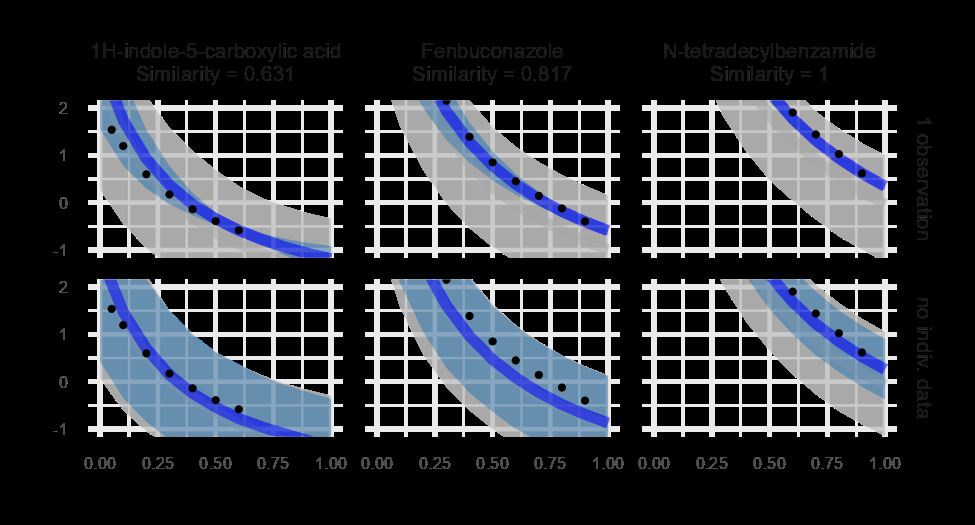 1H-indole-5-carboxylic acid
Similarity = 0.631
Fenbuconazole
Similarity = 0.817
N-tetradecylbenzamide
Similarity = 1
2
1
0
-1
1 observation
2
1
0
-1
no indiv. data
0.00 0.25 0.50 0.75 1.00 0.00 0.25 0.50 0.75 1.00 0.00 0.25 0.50 0.75 1.00